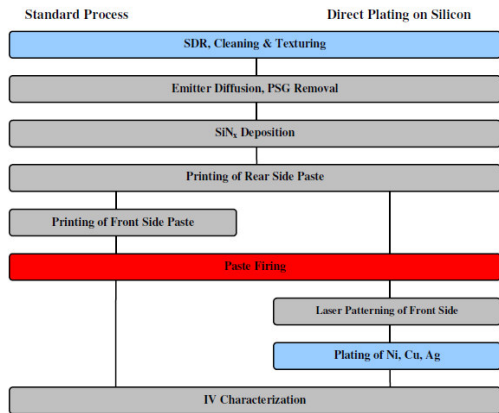 Standard Process
Direct Plating on Silicon
SDR, Cleaning & Texturing
Emitter Diffusion, PSG Removal
SiNₓ Deposition
Printing of Rear Side Paste
Printing of Front Side Paste
Paste Firing
Laser Patterning of Front Side
Plating of Ni, Cu, Ag
IV Characterization